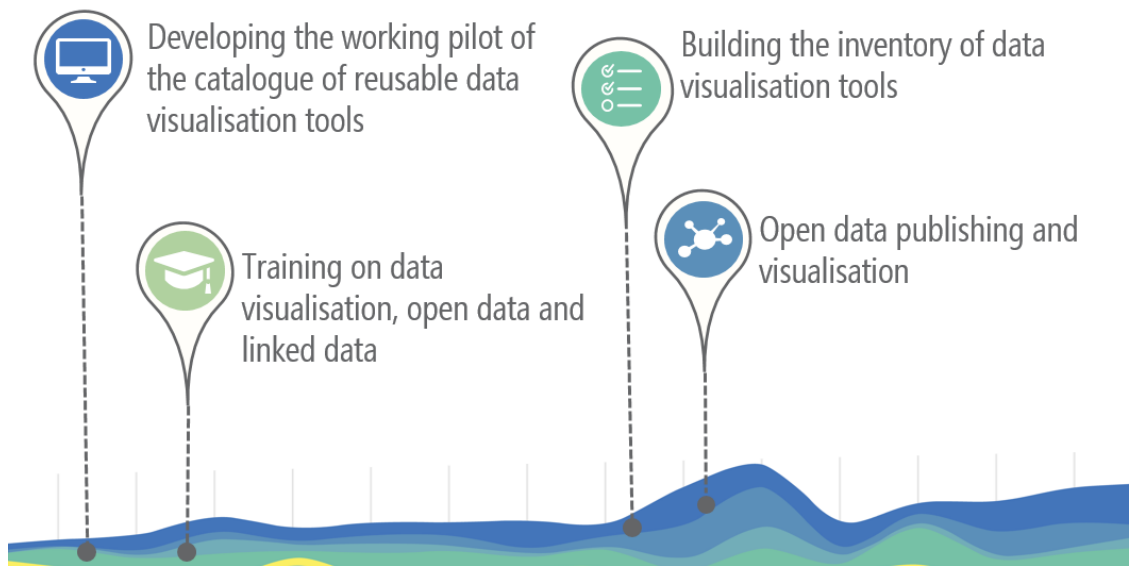 Developing the working pilot of
the catalogue of reusable data
visualisation tools
Training on data
visualisation, open data and
linked data
Building the inventory of data
visualisation tools
Open data publishing and
visualisation